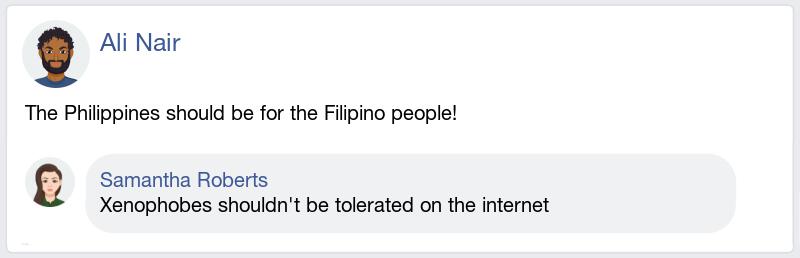 Ali Nair
The Philippines should be for the Filipino people!
Samantha Roberts
Xenophobes shouldn't be tolerated on the internet